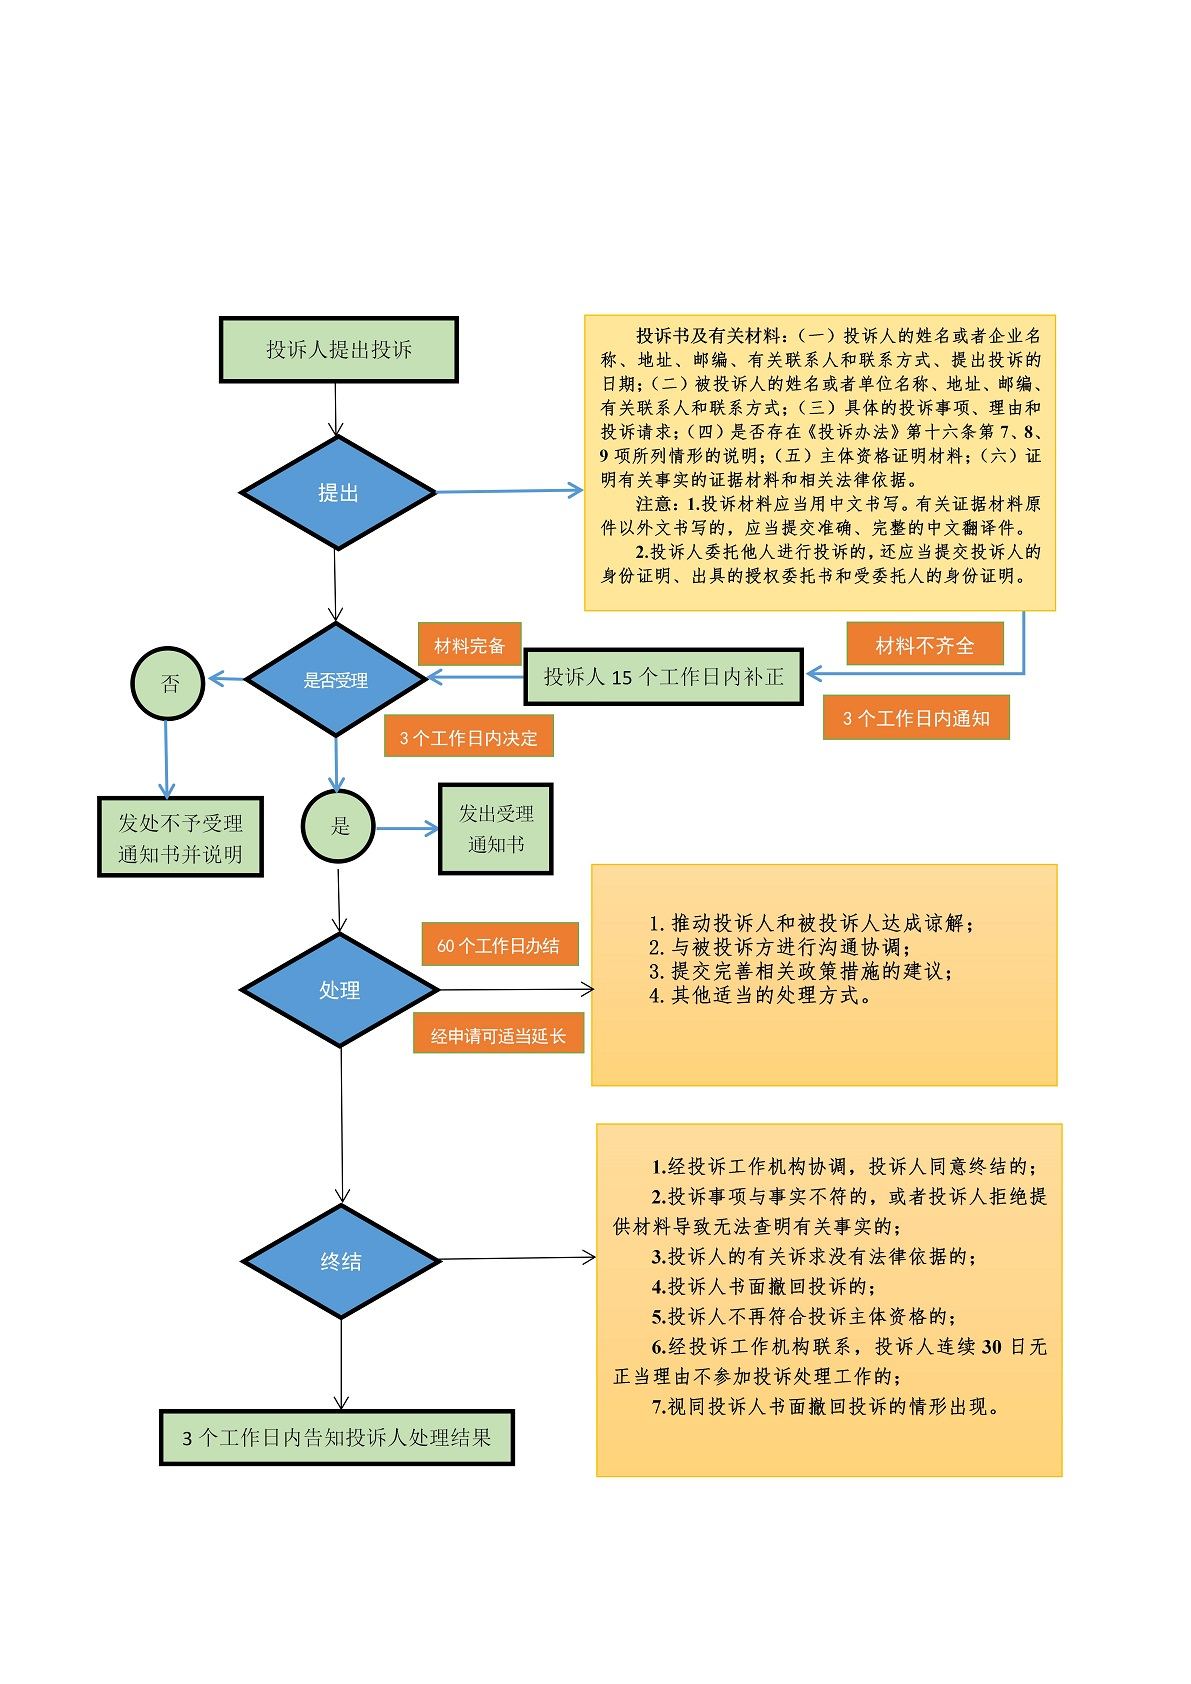 投诉人提出投诉
投诉书及有关材料：（一）投诉人的姓名或者企业名
称、地址、邮编、有关联系人和联系方式、提出投诉的
日期；（二）被投诉人的姓名或者单位名称、地址、邮编、
有关联系人和联系方式；（三）具体的投诉事项、理由和
投诉请求；（四）是否存在《投诉办法》第十六条第 7、8、
9 项所列情形的说明；（五）主体资格证明材料；（六）证
明有关事实的证据材料和相关法律依据。
注意：1.投诉材料应当用中文书写。有关证据材料原
件以外文书写的，应当提交准确、完整的中文翻译件。
2.投诉人委托他人进行投诉的，还应当提交投诉人的
身份证明、出具的授权委托书和受委托人的身份证明。
提出
材料完备
材料不齐全
否
是否受理
投诉人 15 个工作日内补正
3 个工作日内决定
3 个工作日内通知
发处不予受理
通知书并说明
是
发出受理
通知书
60 个工作日办结
处理
经申请可适当延长
1. 推动投诉人和被投诉人达成谅解；
2. 与被投诉方进行沟通协调；
3. 提交完善相关政策措施的建议；
4. 其他适当的处理方式。
终结
1.经投诉工作机构协调，投诉人同意终结的；
2.投诉事项与事实不符的，或者投诉人拒绝提
供材料导致无法查明有关事实的；
3.投诉人的有关诉求没有法律依据的；
4.投诉人书面撤回投诉的；
5.投诉人不再符合投诉主体资格的；
6.经投诉工作机构联系，投诉人连续 30 日无
正当理由不参加投诉处理工作的；
7.视同投诉人书面撤回投诉的情形出现。
3 个工作日内告知投诉人处理结果